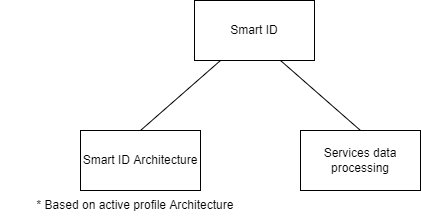 Smart ID
Smart ID Architecture
Services data
processing
* Based on active profile Architecture